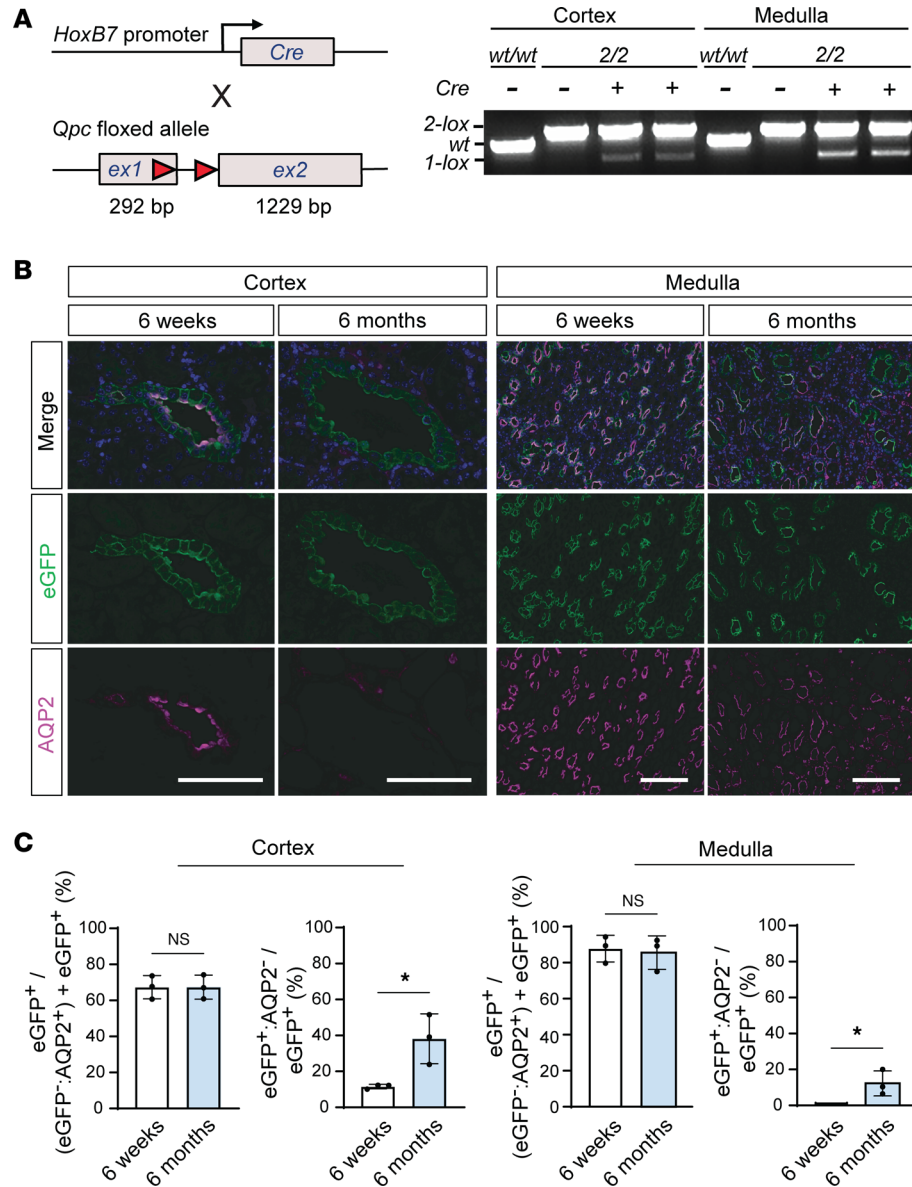 A
HoxB7 promoter
Cre
X
Qpc floxed allele
ex1
ex2
292 bp
1229 bp
Cortex
Medulla
wt/wt
2/2
wt/wt
2/2
Cre
-
-
+
+
-
-
+
+
2-lox
wt
1-lox
B
Cortex
Medulla
6 weeks
6 months
6 weeks
6 months
Merge
eGFP
AQP2
C
Cortex
Medulla
eGFP+ /
(eGFP-:AQP2+) + eGFP+ (%)
100
80
60
40
20
0
NS
6 weeks
6 months
eGFP+:AQP2- /
eGFP+ (%)
100
80
60
40
20
0
*
6 weeks
6 months
eGFP+ /
(eGFP-:AQP2+) + eGFP+ (%)
100
80
60
40
20
0
NS
6 weeks
6 months
eGFP+:AQP2- /
eGFP+ (%)
100
80
60
40
20
0
*
6 weeks
6 months